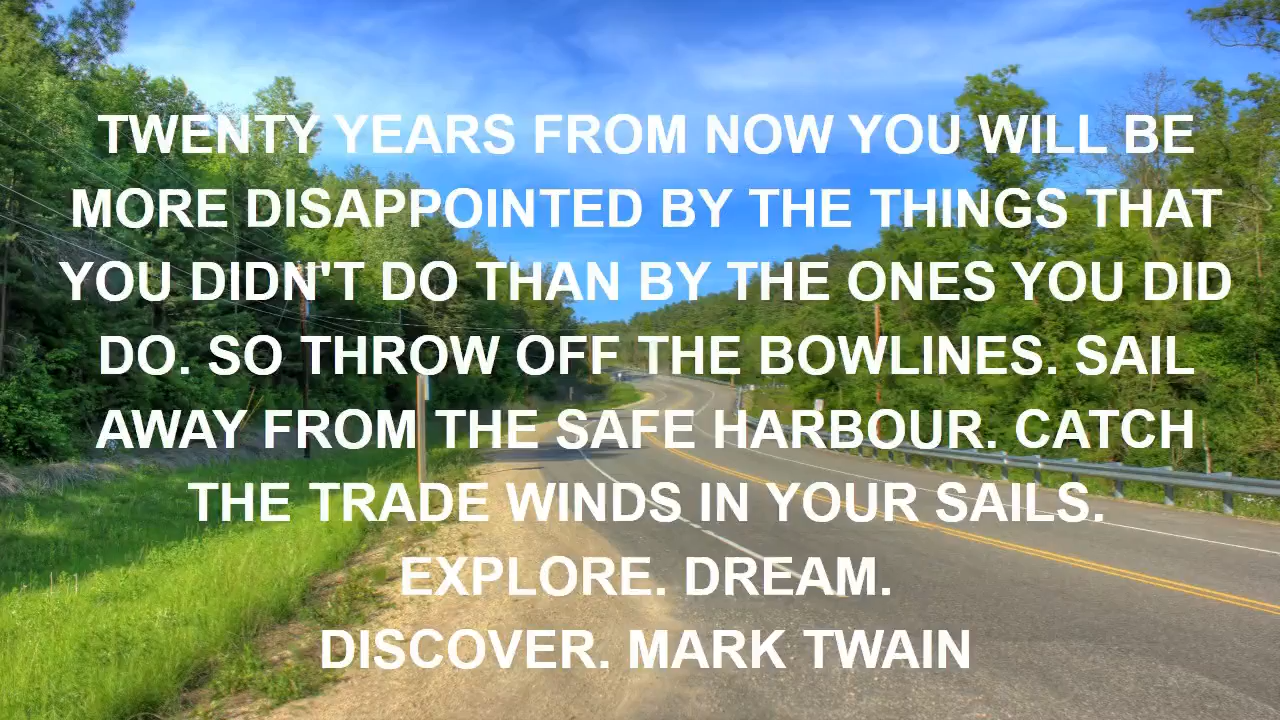 TWENTY YEARS FROM NOW YOU WILL BE
MORE DISAPPOINTED BY THE THINGS THAT
YOU DIDN'T DO THAN BY THE ONES YOU DID
DO. SO THROW OFF THE BOWLINES. SAIL
AWAY FROM THE SAFE HARBOUR. CATCH
THE TRADE WINDS IN YOUR SAILS.
EXPLORE. DREAM.
DISCOVER. MARK TWAIN